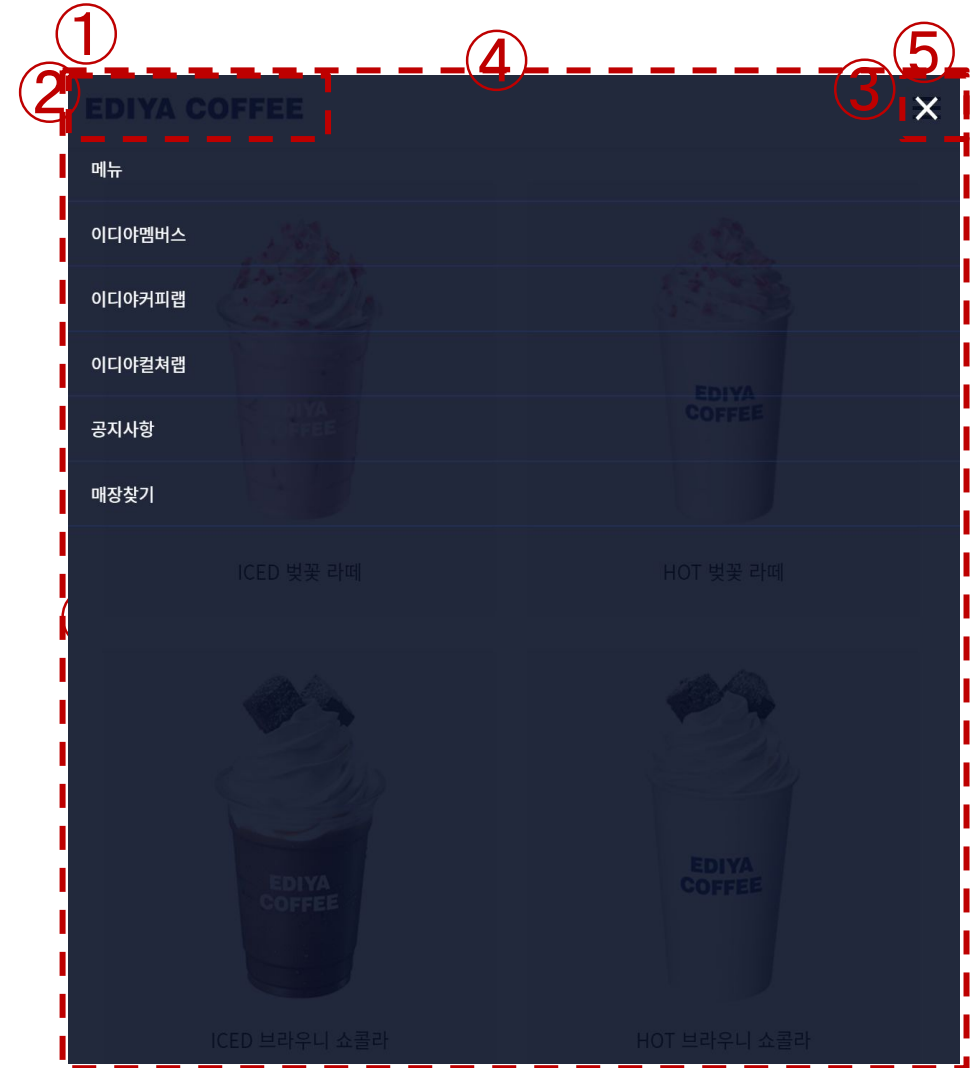 ①
⑤
④
②
③
EDIYA COFFEE
메뉴
이디야멤버스
이디야커피랩
이디야컬쳐랩
공지사항
매장찾기
EDIYA
COFFEE
EDIYA
COFFEE
ICED 벚꽃 라떼
HOT 벚꽃 라떼
EDIYA
COFFEE
EDIYA
COFFEE
ICED 브라우니 쇼콜라
HOT 브라우니 쇼콜라